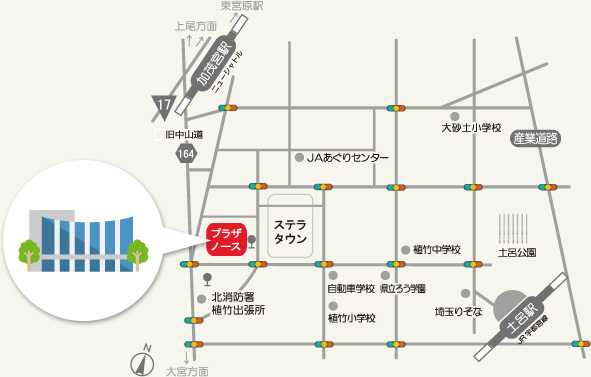 東宮原駅
上尾方面
加茂宮駅
ニューシャトル
17
旧中山道
164
大砂土小学校
産業道路
JAあぐりセンター
プラザ
ノース
ステラ
タウン
植竹中学校
土呂公園
北消防署
植竹出張所
自動車学校
県立ろう学園
植竹小学校
埼玉りそな
土呂駅
JR宇都宮線
N
大宮方面